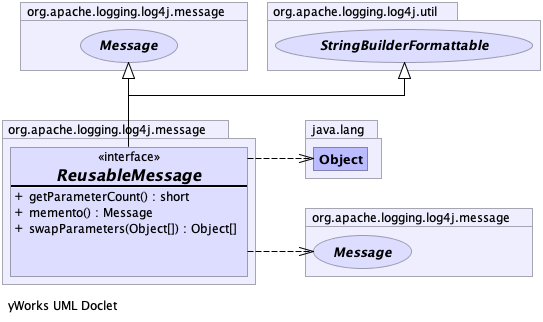 org.apache.logging.log4j.message
Message
org.apache.logging.log4j.util
StringBuilderFormattable
org.apache.logging.log4j.message
«interface»
ReusableMessage
+ getParameterCount() : short
+ memento() : Message
+ swapParameters(Object[]) : Object[]
java.lang
Object
org.apache.logging.log4j.message
Message
yWorks UML Doclet